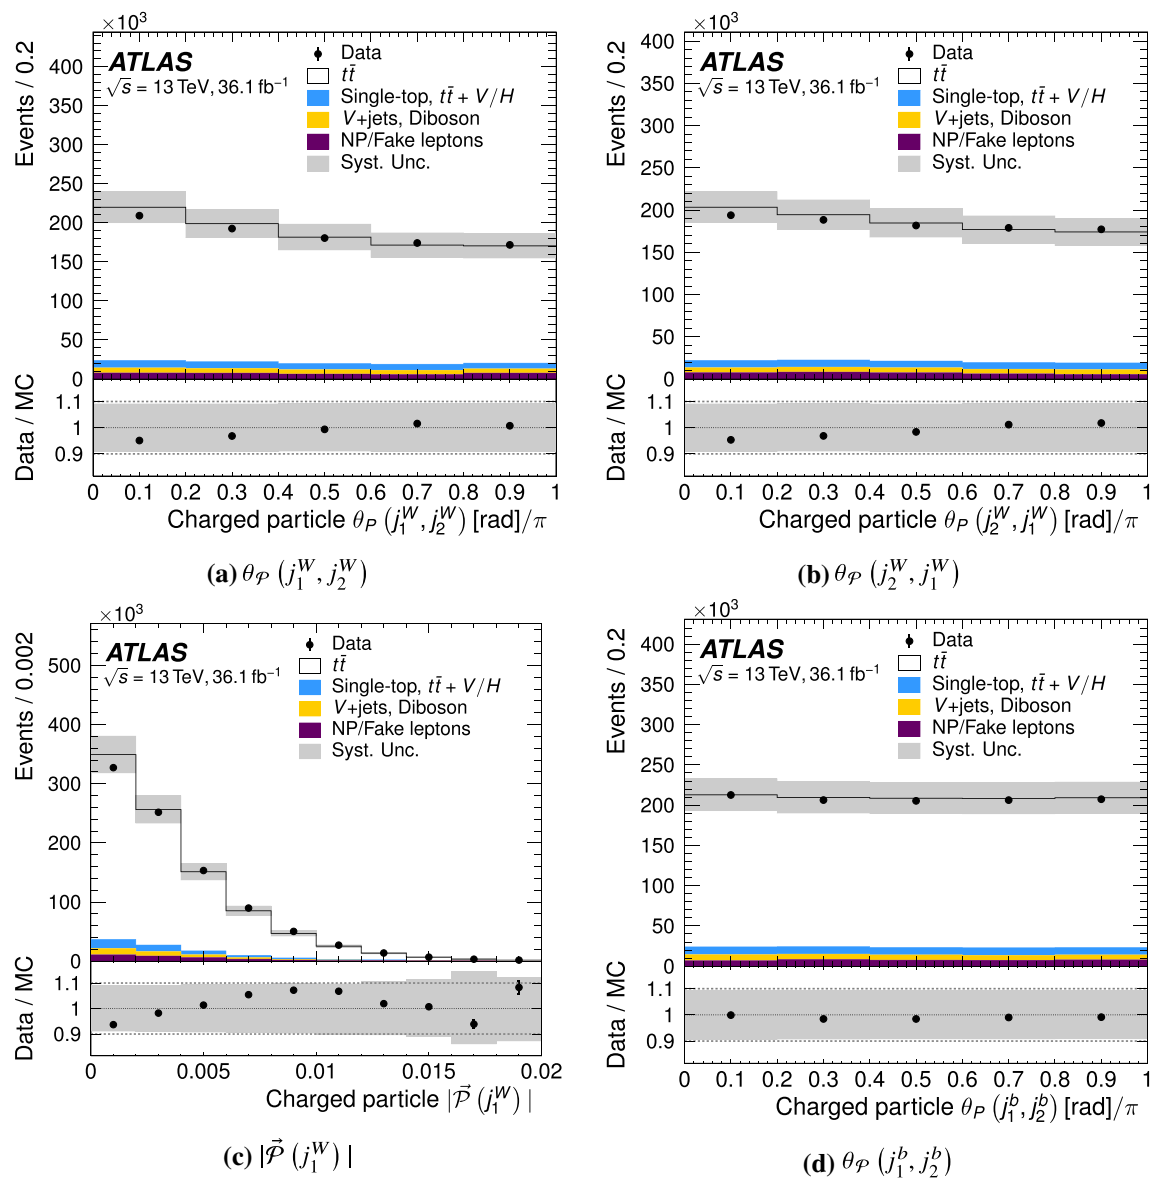 ×10³
Events / 0.2
ATLAS
√s = 13 TeV, 36.1 fb⁻¹
Data
tt̄
Single-top, tt̄ + V/H
V+jets, Diboson
NP/Fake leptons
Syst. Unc.
400
350
300
250
200
150
100
50
0
Data / MC
1.1
1
0.9
0 0.1 0.2 0.3 0.4 0.5 0.6 0.7 0.8 0.9 1
Charged particle θ_P (j₁ᵂ, j₂ᵂ) [rad]/π
(a) θ_𝒫 (j₁ᵂ, j₂ᵂ)
×10³
Events / 0.2
ATLAS
√s = 13 TeV, 36.1 fb⁻¹
Data
tt̄
Single-top, tt̄ + V/H
V+jets, Diboson
NP/Fake leptons
Syst. Unc.
400
350
300
250
200
150
100
50
0
Data / MC
1.1
1
0.9
0 0.1 0.2 0.3 0.4 0.5 0.6 0.7 0.8 0.9 1
Charged particle θ_P (j₂ᵂ, j₁ᵂ) [rad]/π
(b) θ_𝒫 (j₂ᵂ, j₁ᵂ)
×10³
Events / 0.002
ATLAS
√s = 13 TeV, 36.1 fb⁻¹
Data
tt̄
Single-top, tt̄ + V/H
V+jets, Diboson
NP/Fake leptons
Syst. Unc.
500
400
300
200
100
0
Data / MC
1.1
1
0.9
0 0.005 0.01 0.015 0.02
Charged particle |𝒫⃗ (j₁ᵂ) |
(c) |𝒫⃗ (j₁ᵂ) |
×10³
Events / 0.2
ATLAS
√s = 13 TeV, 36.1 fb⁻¹
Data
tt̄
Single-top, tt̄ + V/H
V+jets, Diboson
NP/Fake leptons
Syst. Unc.
400
350
300
250
200
150
100
50
0
Data / MC
1.1
1
0.9
0 0.1 0.2 0.3 0.4 0.5 0.6 0.7 0.8 0.9 1
Charged particle θ_P (j₁ᵇ, j₂ᵇ) [rad]/π
(d) θ_𝒫 (j₁ᵇ, j₂ᵇ)